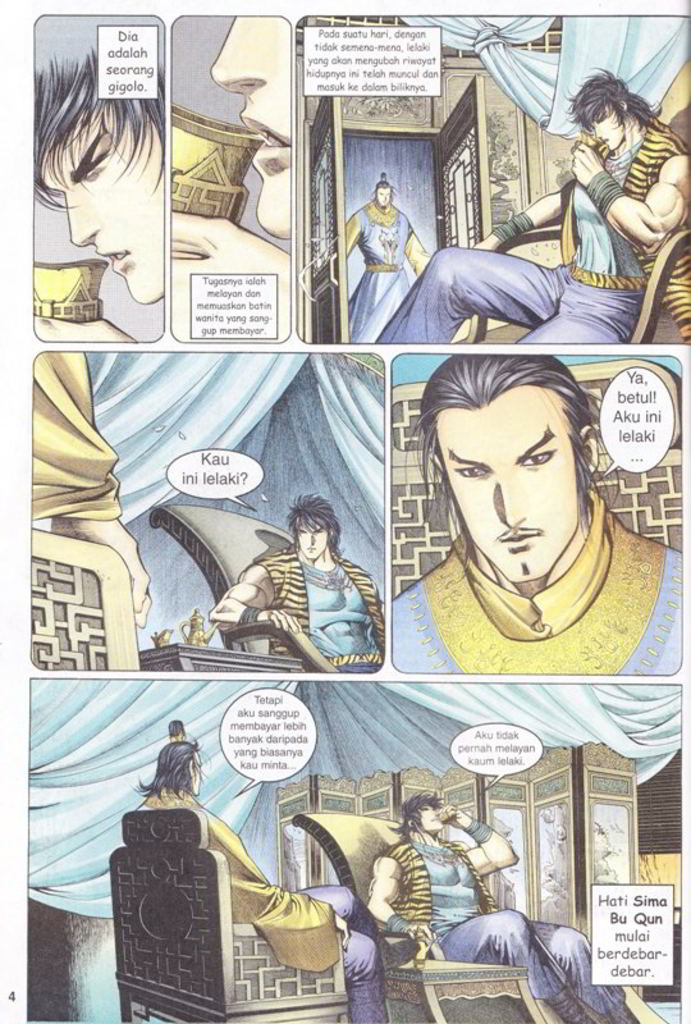 Dia
adalah
seorang
gigolo.
Tugasnya ialah
melayan dan
memuaskan batin
wanita yang sang-
gup membayar.
Pada suatu hari, dengan
tidak semena-mena, lelaki
yang akan mengubah riwayat
hidupnya ini telah muncul dan
masuk ke dalam biliknya.
Kau
ini lelaki?
Ya,
betul!
Aku ini
lelaki
...
Tetapi
aku sanggup
membayar lebih
banyak daripada
yang biasanya
kau minta...
Aku tidak
pernah melayan
kaum lelaki.
Hati Sima
Bu Qun
mulai
berdebar-
debar.
4